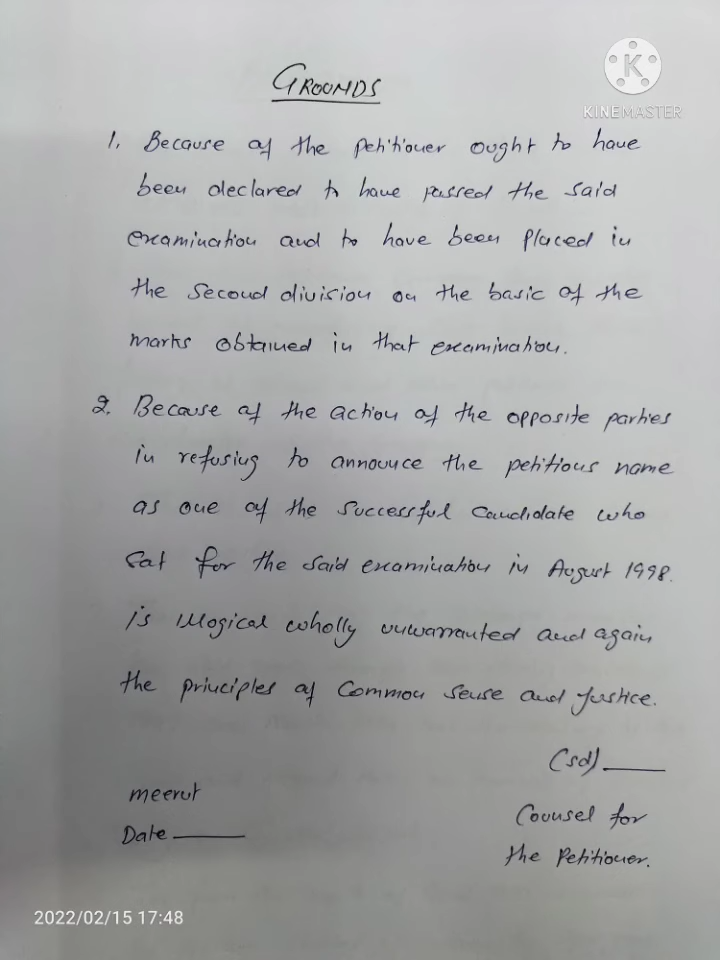 GROUNDS
K
KINEMASTER
1. Because of the petitioner ought to have
been declared to have passed the said
examination and to have been placed in
the second division on the basic of the
marks obtained in that examination.
2. Because of the action of the opposite parties
in refusing to announce the petitious name
as one of the successful candidate who
Sat for the said examination in August 1998.
is illogical wholly unwarranted and again
the principles of common sense and justice.
(sd) ____
meerut
Counsel for
Date ____
the Petitioner.
2022/02/15 17:48